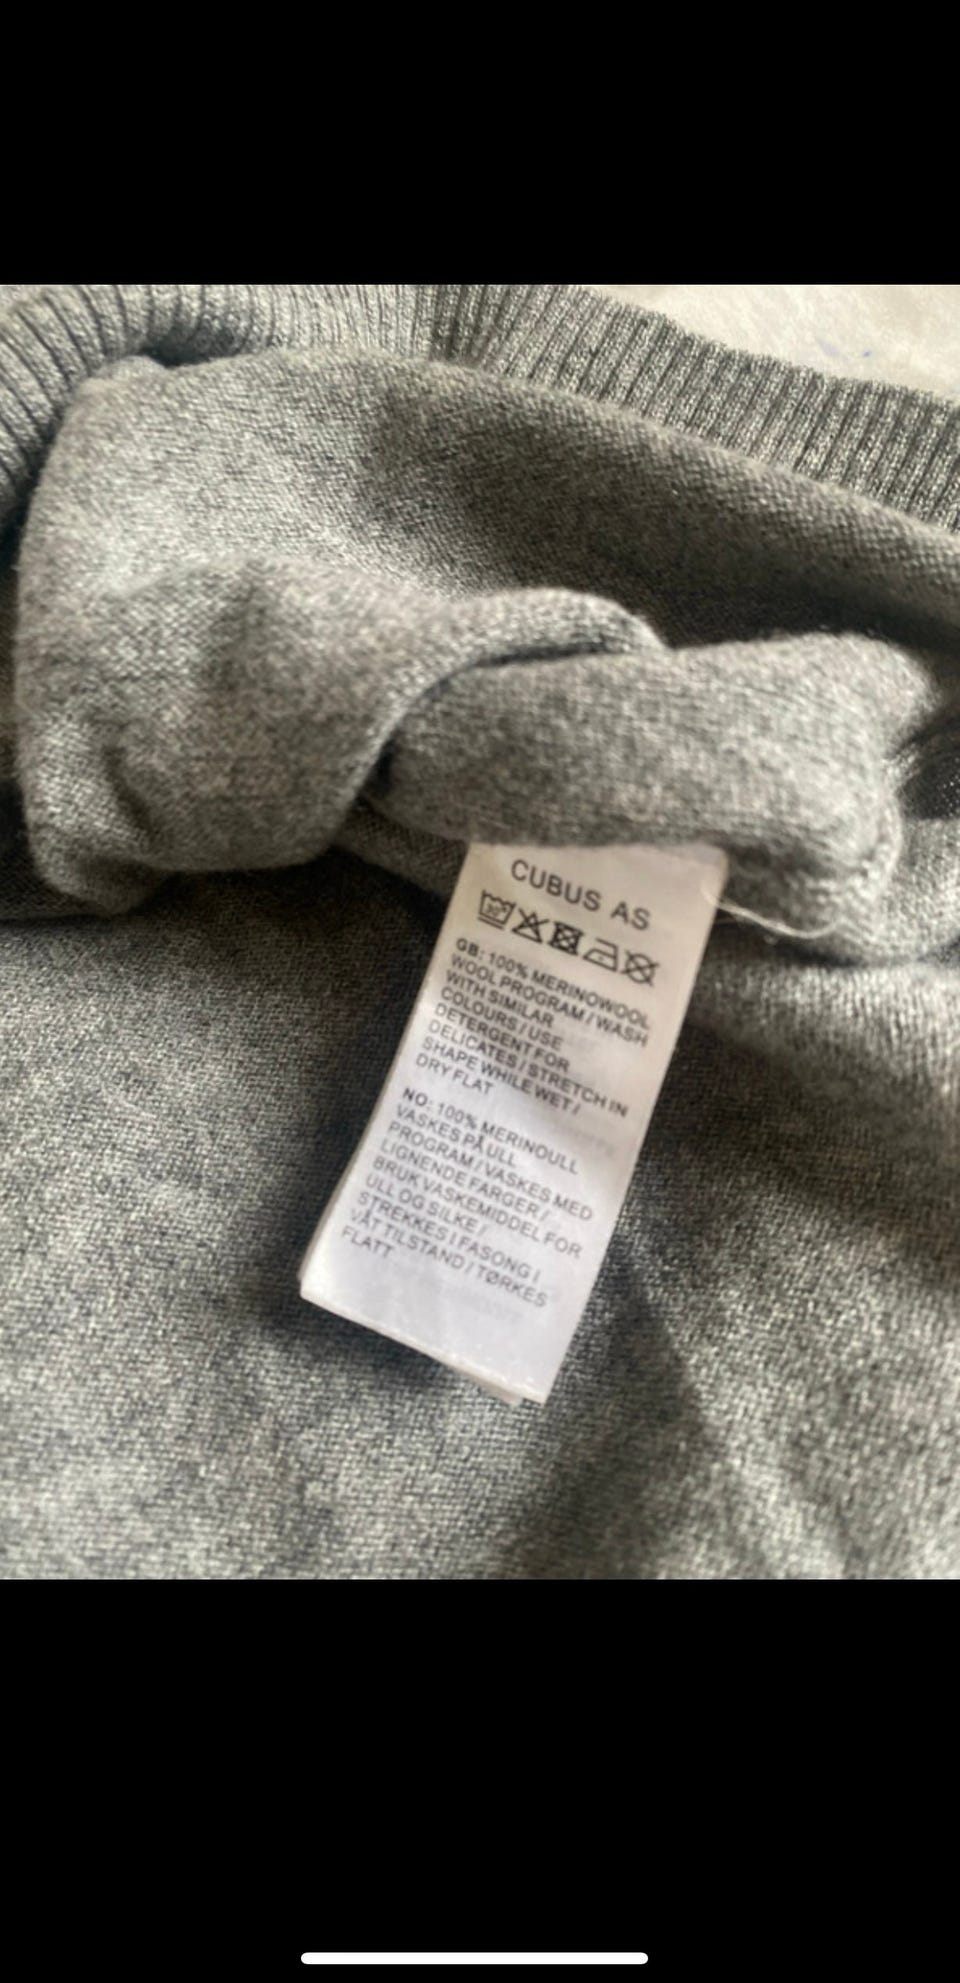 CUBUS AS
30
GB: 100% MERINOWOOL
WOOL PROGRAM / WASH
WITH SIMILAR
COLOURS / USE
DETERGENT FOR
DELICATES / STRETCH IN
SHAPE WHILE WET /
DRY FLAT
NO: 100% MERINOULL
VASKES PÅ ULL
PROGRAM / VASKES MED
LIGNENDE FARGER /
BRUK VASKEMIDDEL FOR
ULL OG SILKE /
STREKKES I FASONG I
VÅT TILSTAND / TØRKES
FLATT